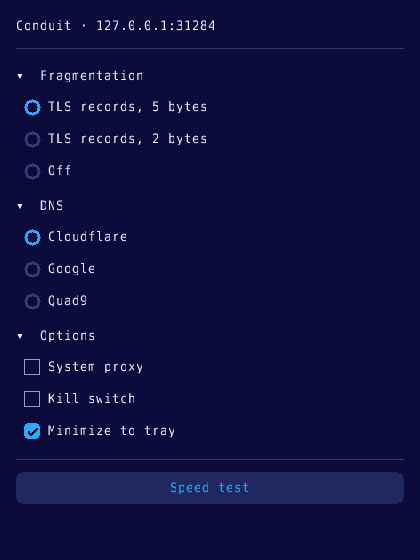 Conduit · 127.0.0.1:31284
▾ Fragmentation
TLS records, 5 bytes
TLS records, 2 bytes
Off
▾ DNS
Cloudflare
Google
Quad9
▾ Options
System proxy
Kill switch
Minimize to tray
Speed test